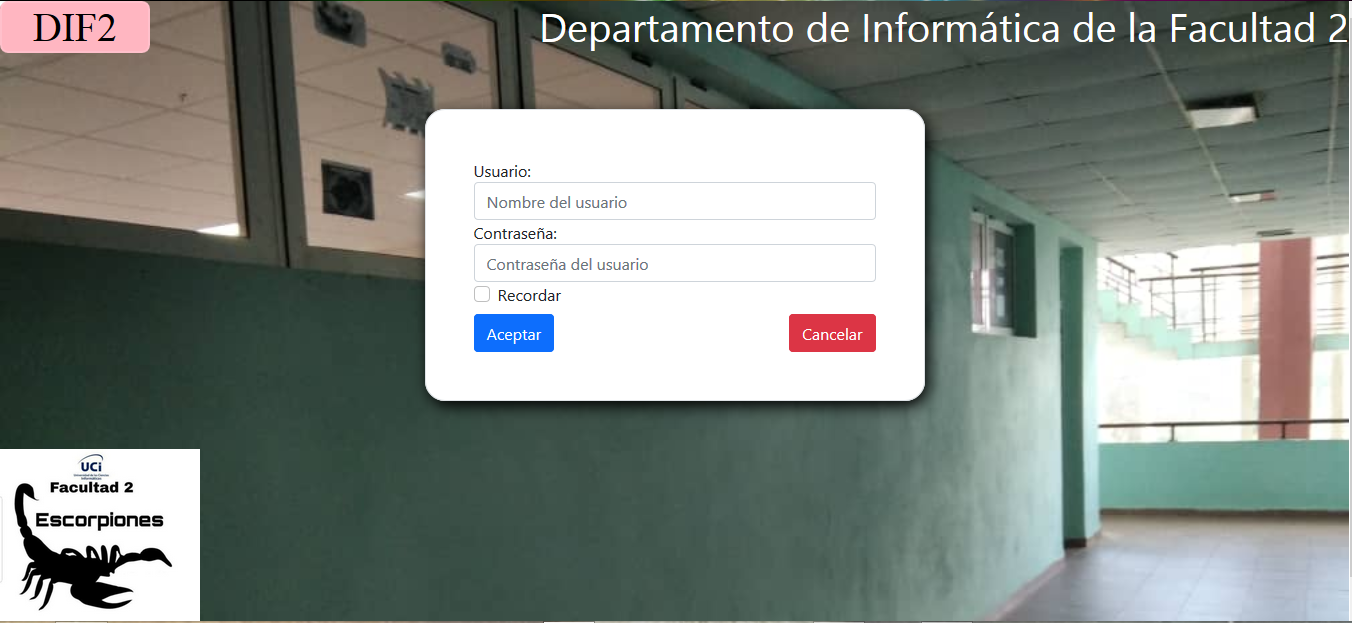 DIF2
Departamento de Informática de la Facultad 2
Usuario:
Nombre del usuario
Contraseña:
Contraseña del usuario
Recordar
Aceptar
Cancelar
UCi
Facultad 2
Escorpiones